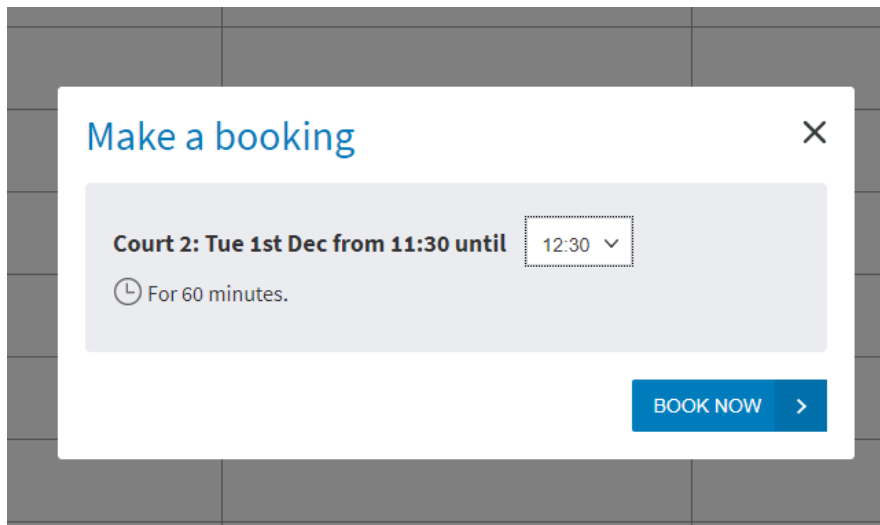 Make a booking
Court 2: Tue 1st Dec from 11:30 until 12:30
For 60 minutes.
BOOK NOW